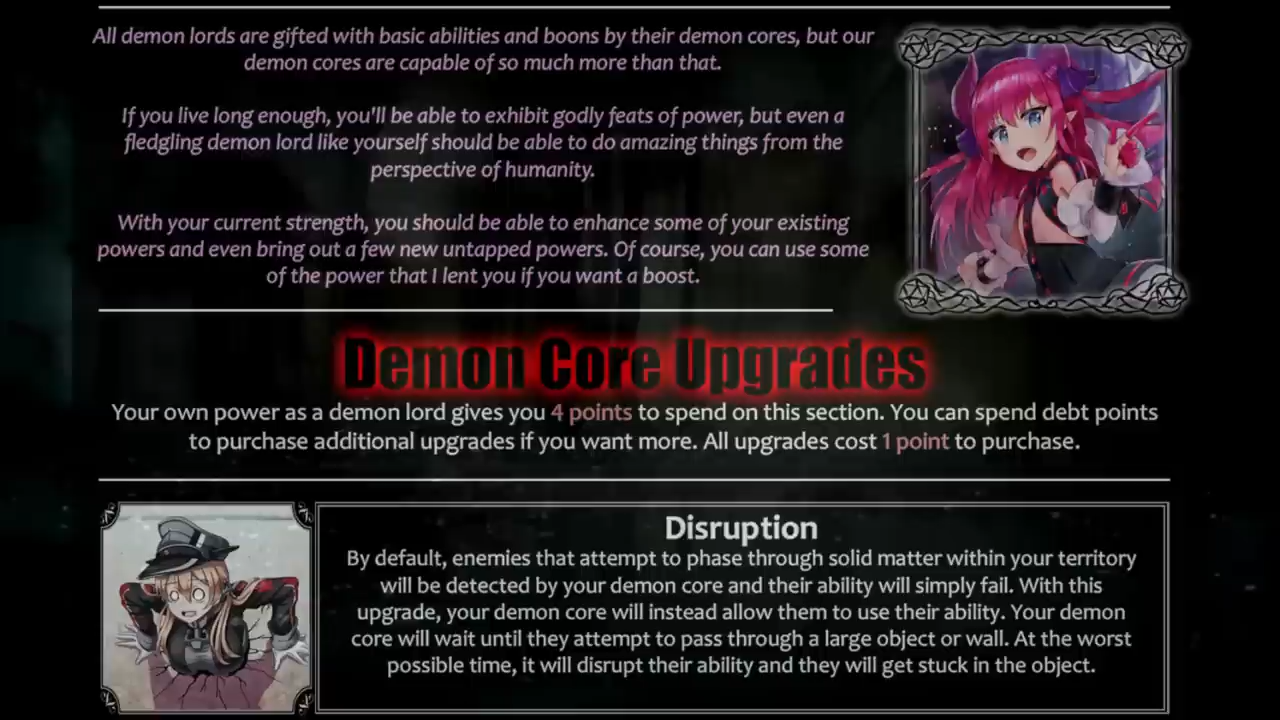 All demon lords are gifted with basic abilities and boons by their demon cores, but our
demon cores are capable of so much more than that.
If you live long enough, you'll be able to exhibit godly feats of power, but even a
fledgling demon lord like yourself should be able to do amazing things from the
perspective of humanity.
With your current strength, you should be able to enhance some of your existing
powers and even bring out a few new untapped powers. Of course, you can use some
of the power that I lent you if you want a boost.
Demon Core Upgrades
Your own power as a demon lord gives you 4 points to spend on this section. You can spend debt points
to purchase additional upgrades if you want more. All upgrades cost 1 point to purchase.
Disruption
By default, enemies that attempt to phase through solid matter within your territory
will be detected by your demon core and their ability will simply fail. With this
upgrade, your demon core will instead allow them to use their ability. Your demon
core will wait until they attempt to pass through a large object or wall. At the worst
possible time, it will disrupt their ability and they will get stuck in the object.